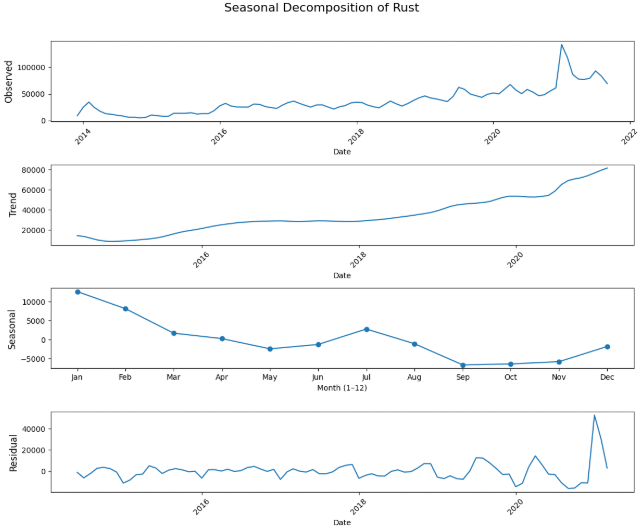 Seasonal Decomposition of Rust
Observed
100000
50000
0
2014
2016
2018
2020
2022
Date
Trend
80000
60000
40000
20000
2016
2018
2020
Date
Seasonal
10000
5000
0
−5000
Jan Feb Mar Apr May Jun Jul Aug Sep Oct Nov Dec
Month (1–12)
Residual
40000
20000
0
2016
2018
2020
Date